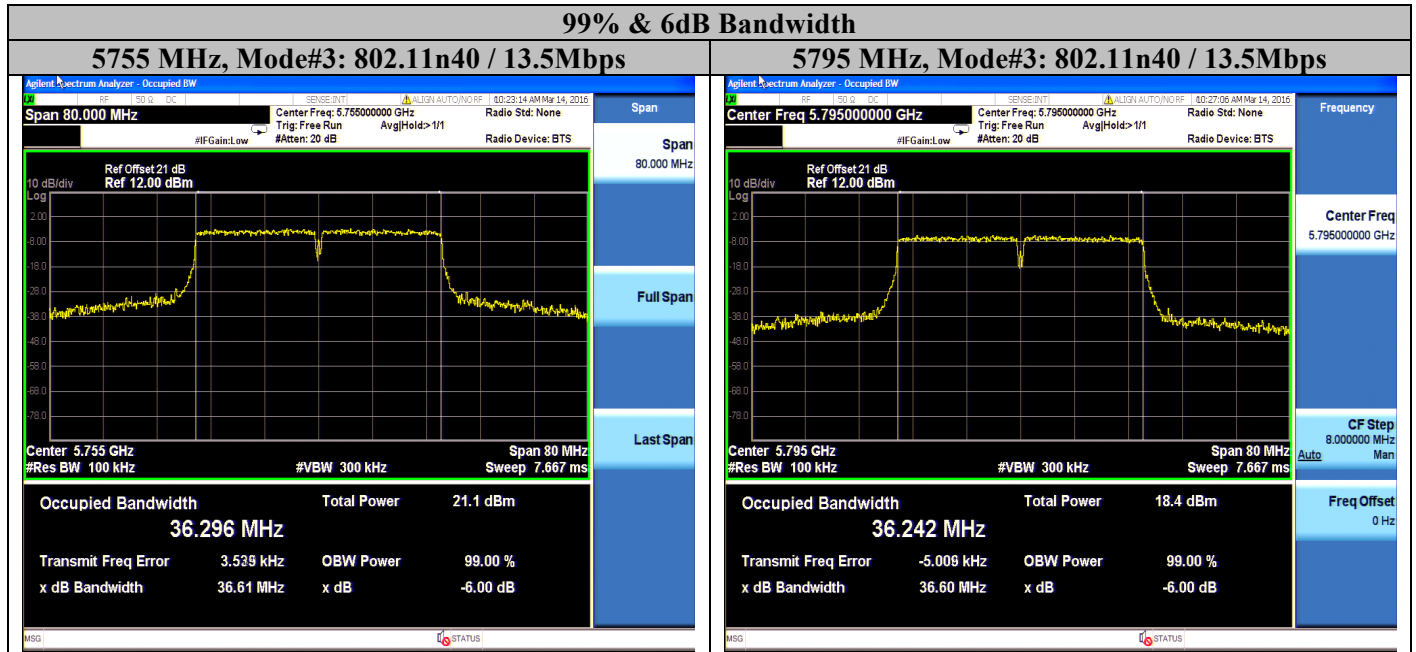 99% & 6dB Bandwidth
5755 MHz, Mode#3: 802.11n40 / 13.5Mbps
Agilent Spectrum Analyzer - Occupied BW
LXI RF 50 Ω DC SENSE:INT ALIGN AUTO/NO RF 10:23:14 AM Mar 14, 2016
Span 80.000 MHz
Center Freq: 5.755000000 GHz
Radio Std: None
Trig: Free Run Avg|Hold:>1/1
#IFGain:Low
#Atten: 20 dB
Radio Device: BTS
Ref Offset 21 dB
10 dB/div Ref 12.00 dBm
Log
2.00
-8.00
-18.0
-28.0
-38.0
-48.0
-58.0
-68.0
-78.0
Center 5.755 GHz Span 80 MHz
#Res BW 100 kHz #VBW 300 kHz Sweep 7.667 ms
Occupied Bandwidth Total Power 21.1 dBm
36.296 MHz
Transmit Freq Error 3.539 kHz OBW Power 99.00 %
x dB Bandwidth 36.61 MHz x dB -6.00 dB
MSG STATUS
Span
Span
80.000 MHz
Full Span
Last Span
5795 MHz, Mode#3: 802.11n40 / 13.5Mbps
Agilent Spectrum Analyzer - Occupied BW
LXI RF 50 Ω DC SENSE:INT ALIGN AUTO/NO RF 10:27:06 AM Mar 14, 2016
Center Freq 5.795000000 GHz
Center Freq: 5.795000000 GHz
Radio Std: None
Trig: Free Run Avg|Hold:>1/1
#IFGain:Low
#Atten: 20 dB
Radio Device: BTS
Ref Offset 21 dB
10 dB/div Ref 12.00 dBm
Log
2.00
-8.00
-18.0
-28.0
-38.0
-48.0
-58.0
-68.0
-78.0
Center 5.795 GHz Span 80 MHz
#Res BW 100 kHz #VBW 300 kHz Sweep 7.667 ms
Occupied Bandwidth Total Power 18.4 dBm
36.242 MHz
Transmit Freq Error -5.009 kHz OBW Power 99.00 %
x dB Bandwidth 36.60 MHz x dB -6.00 dB
MSG STATUS
Frequency
Center Freq
5.795000000 GHz
CF Step
8.000000 MHz
Auto Man
Freq Offset
0 Hz